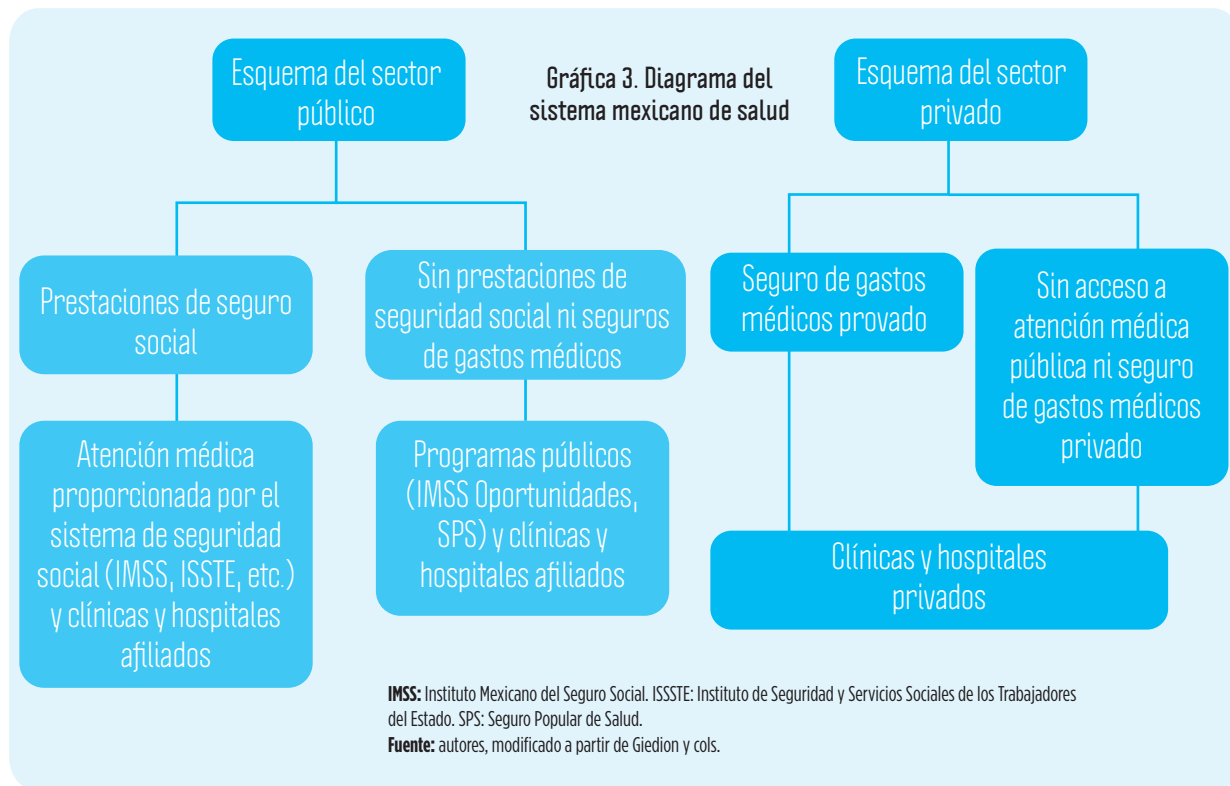 Gráfica 3. Diagrama del
sistema mexicano de salud
Esquema del sector
público
Prestaciones de seguro
social
Atención médica
proporcionada por el
sistema de seguridad
social (IMSS, ISSTE, etc.)
y clínicas y hospitales
afiliados
Sin prestaciones de
seguridad social ni seguros
de gastos médicos
Programas públicos
(IMSS Oportunidades,
SPS) y clínicas y
hospitales afiliados
Esquema del sector
privado
Seguro de gastos
médicos provado
Sin acceso a
atención médica
pública ni seguro
de gastos médicos
privado
Clínicas y hospitales
privados
IMSS: Instituto Mexicano del Seguro Social. ISSSTE: Instituto de Seguridad y Servicios Sociales de los Trabajadores
del Estado. SPS: Seguro Popular de Salud.
Fuente: autores, modificado a partir de Giedion y cols.